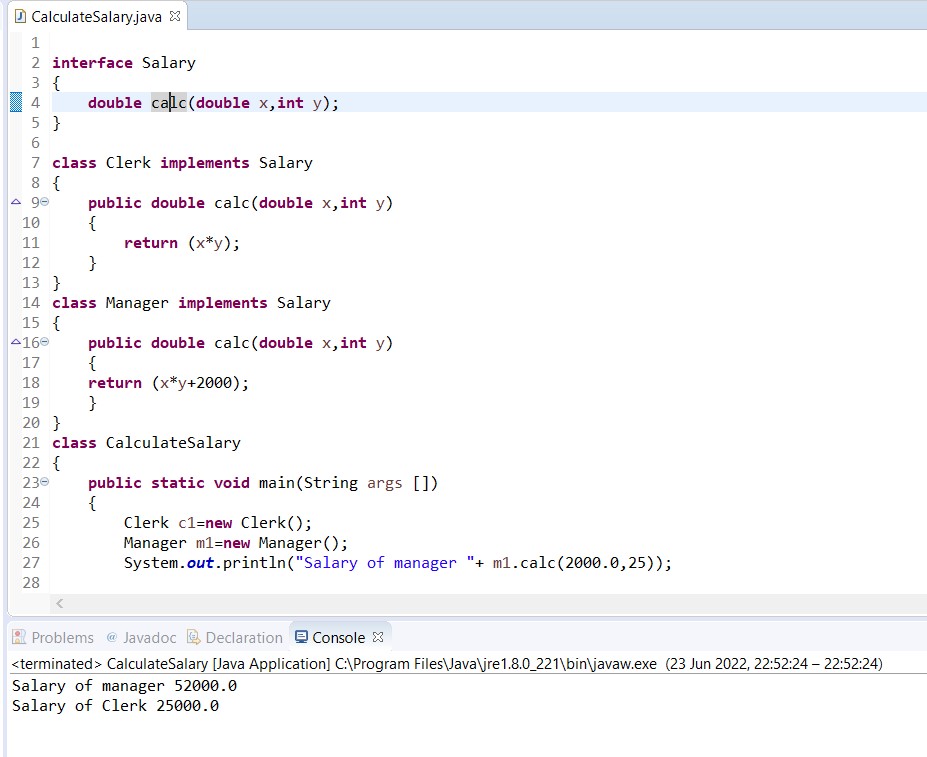 CalculateSalary.java
1
2 interface Salary
3 {
4     double calc(double x,int y);
5 }
6
7 class Clerk implements Salary
8 {
9     public double calc(double x,int y)
10     {
11         return (x*y);
12     }
13 }
14 class Manager implements Salary
15 {
16     public double calc(double x,int y)
17     {
18     return (x*y+2000);
19     }
20 }
21 class CalculateSalary
22 {
23     public static void main(String args [])
24     {
25         Clerk c1=new Clerk();
26         Manager m1=new Manager();
27         System.out.println("Salary of manager "+ m1.calc(2000.0,25));
28
Problems @ Javadoc Declaration Console
<terminated> CalculateSalary [Java Application] C:\Program Files\Java\jre1.8.0_221\bin\javaw.exe (23 Jun 2022, 22:52:24 – 22:52:24)
Salary of manager 52000.0
Salary of Clerk 25000.0